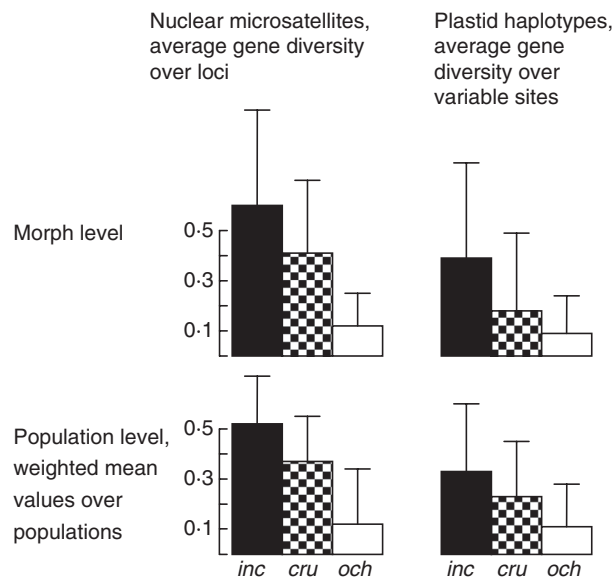 Nuclear microsatellites,
average gene diversity
over loci
Plastid haplotypes,
average gene
diversity over
variable sites
Morph level
0·5
0·3
0·1
Population level,
weighted mean
values over
populations
0·5
0·3
0·1
inc cru och
inc cru och